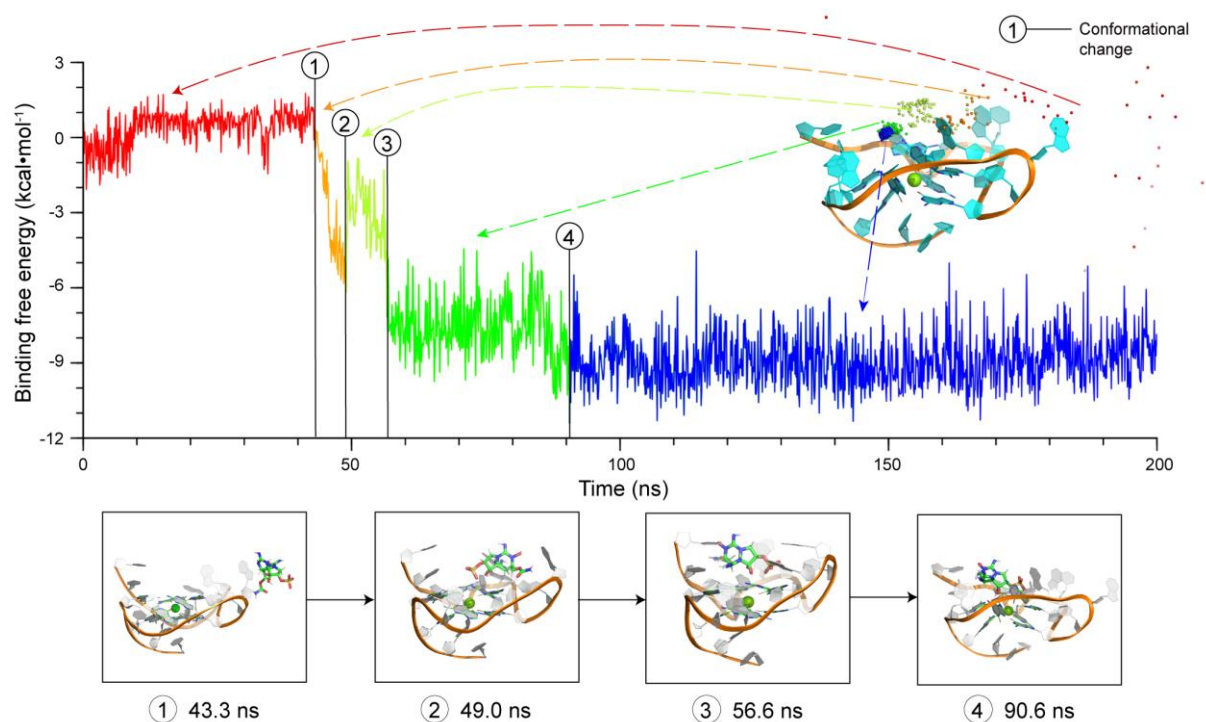 ① Conformational
change
Binding free energy (kcal•mol⁻¹)
3
0
-3
-6
-9
-12
①
②
③
④
0
50
100
150
200
Time (ns)
① 43.3 ns
② 49.0 ns
③ 56.6 ns
④ 90.6 ns